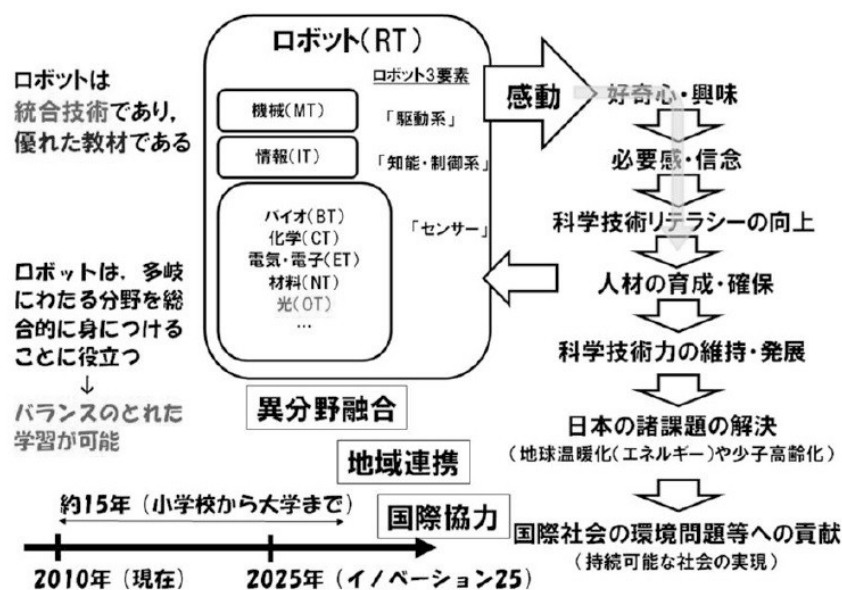 ロボットは
統合技術であり，
優れた教材である
ロボットは，多岐
にわたる分野を総
合的に身につける
ことに役立つ
↓
バランスのとれた
学習が可能
ロボット(RT)
ロボット3要素
機械(MT)
「駆動系」
情報(IT)
「知能・制御系」
バイオ(BT)
化学(CT)
電気・電子(ET)
材料(NT)
光(OT)
…
「センサー」
感動
好奇心・興味
必要感・信念
科学技術リテラシーの向上
人材の育成・確保
科学技術力の維持・発展
日本の諸課題の解決
(地球温暖化(エネルギー)や少子高齢化)
国際社会の環境問題等への貢献
(持続可能な社会の実現)
異分野融合
地域連携
国際協力
約15年（小学校から大学まで）
2010年（現在）
2025年（イノベーション25）